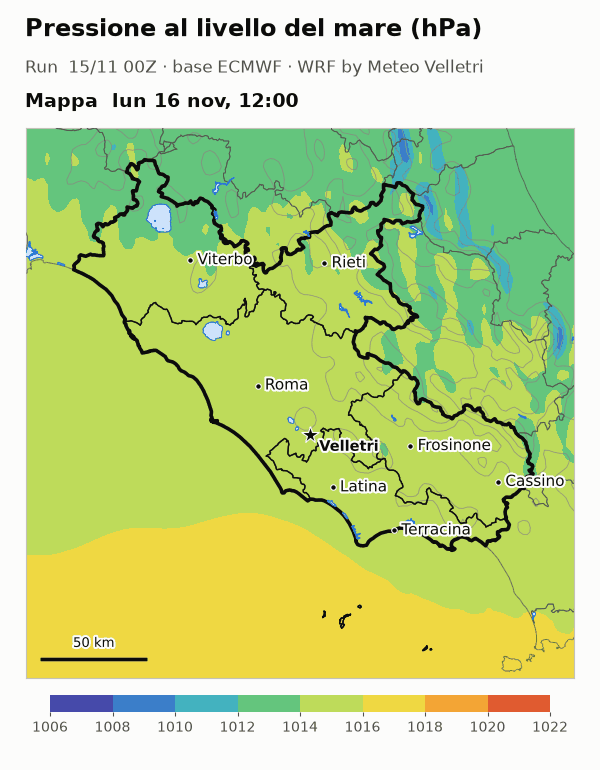 Pressione al livello del mare (hPa)
Run  15/11 00Z · base ECMWF · WRF by Meteo Velletri
Mappa  lun 16 nov, 12:00
Viterbo
Rieti
Roma
Velletri
Frosinone
Cassino
Latina
Terracina
50 km
1006 1008 1010 1012 1014 1016 1018 1020 1022